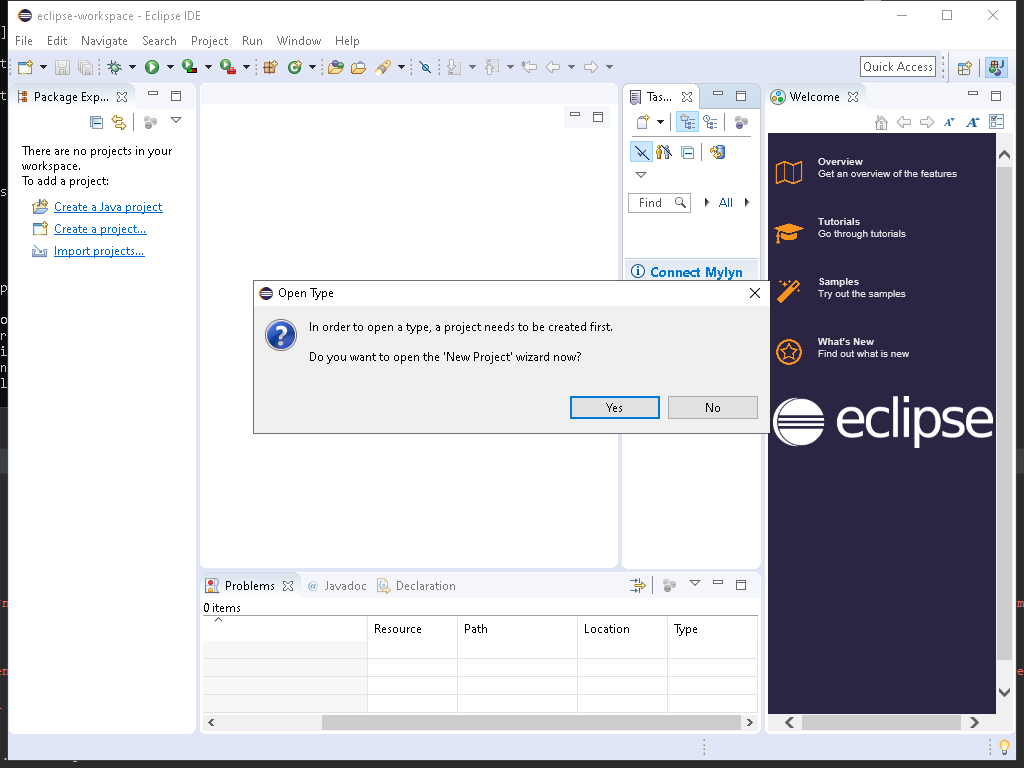 eclipse-workspace - Eclipse IDE
File Edit Navigate Search Project Run Window Help
Quick Access
Package Exp...
There are no projects in your
workspace.
To add a project:
Create a Java project
Create a project...
Import projects...
Tas...
Find
All
Connect Mylyn
Welcome
Overview
Get an overview of the features
Tutorials
Go through tutorials
Samples
Try out the samples
What's New
Find out what is new
eclipse
Open Type
In order to open a type, a project needs to be created first.
Do you want to open the 'New Project' wizard now?
Yes No
Problems @ Javadoc Declaration
0 items
Resource Path Location Type